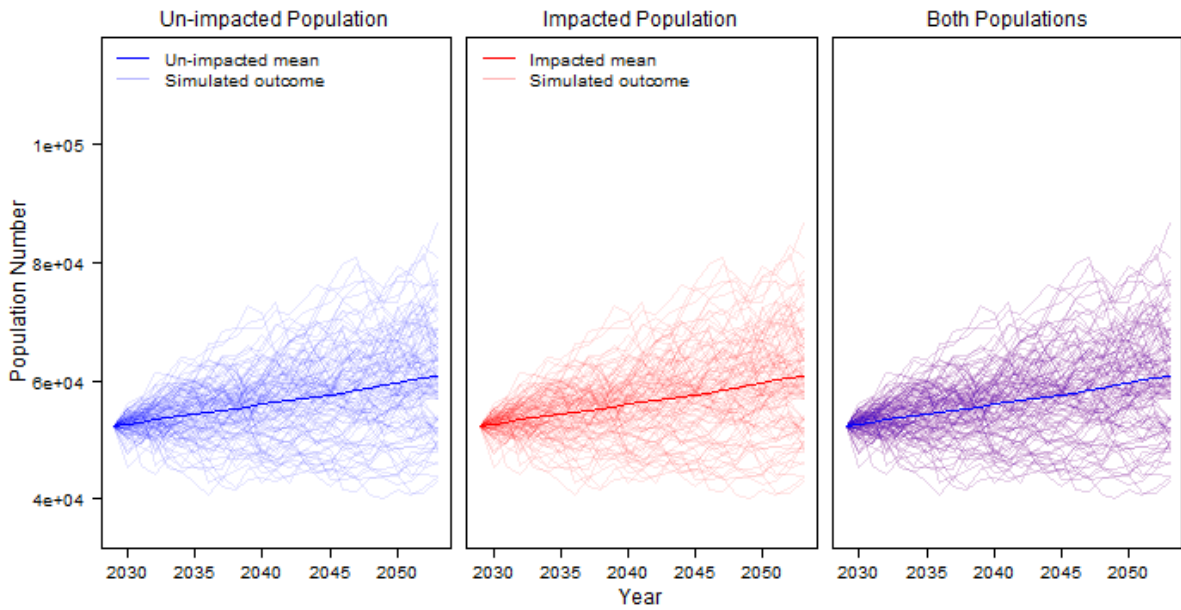 Un-impacted Population
Impacted Population
Both Populations
Un-impacted mean
Simulated outcome
Impacted mean
Simulated outcome
Population Number
1e+05
8e+04
6e+04
4e+04
2030 2035 2040 2045 2050
2030 2035 2040 2045 2050
2030 2035 2040 2045 2050
Year